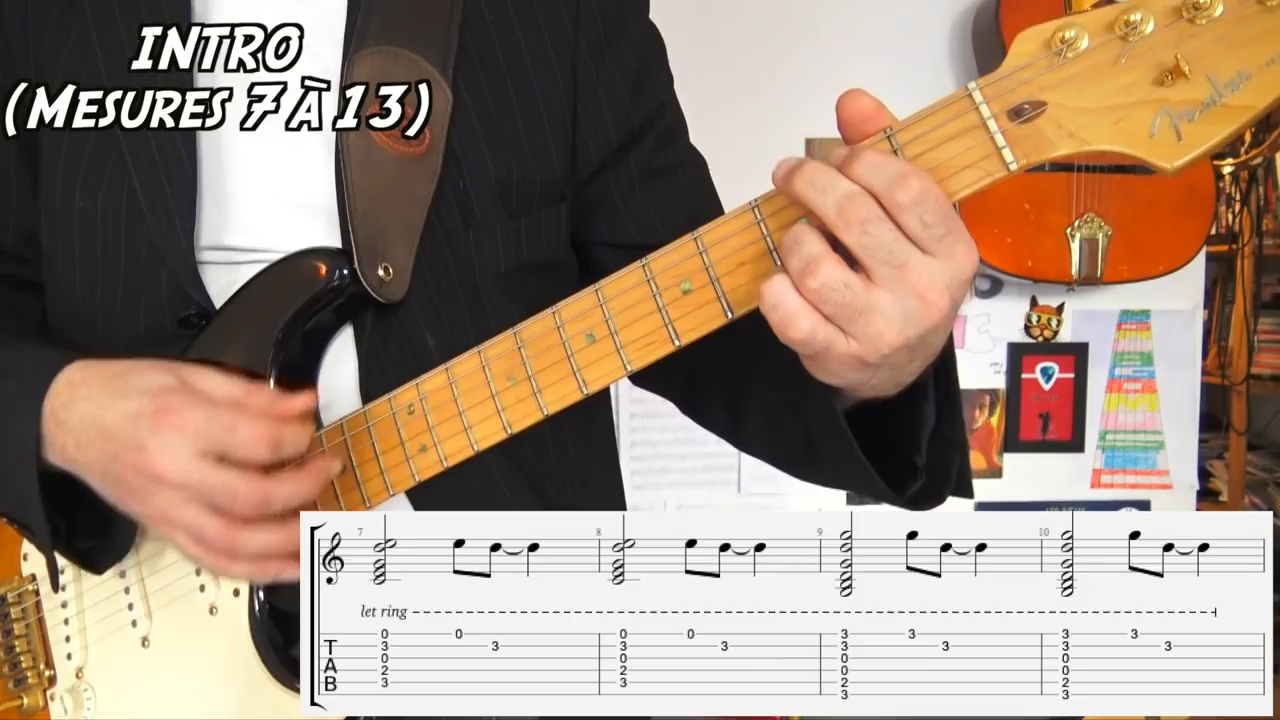 INTRO
(MESURES 7 À 13)
Fender
7 8 9 10
let ring
0 0 0 0 3 3 3 3
T 3 3 3 3 3 3 3 3
0 0 0 0
A 2 2 0 0
B 3 3 2 2
3 3